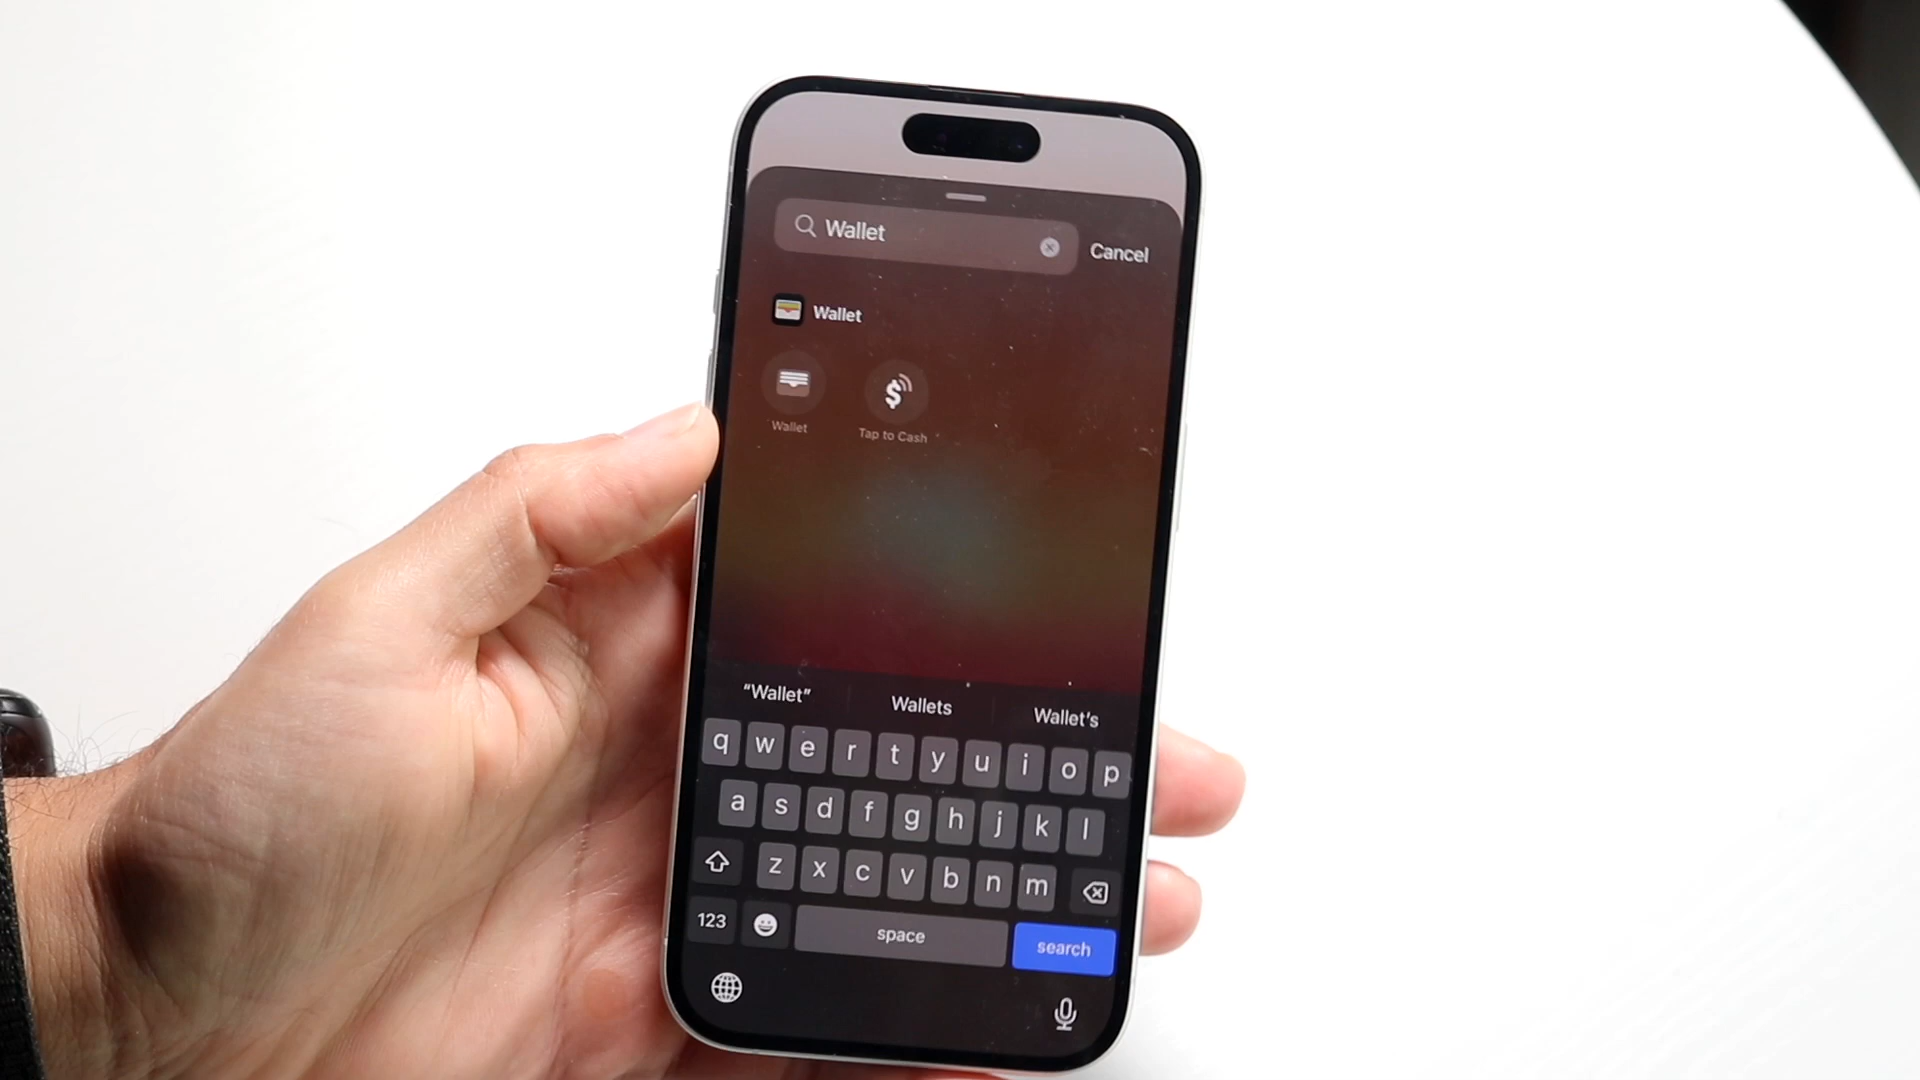 Wallet
Cancel
Wallet
Wallet
Tap to Cash
“Wallet” Wallets Wallet’s
q w e r t y u i o p
a s d f g h j k l
z x c v b n m
123 space search